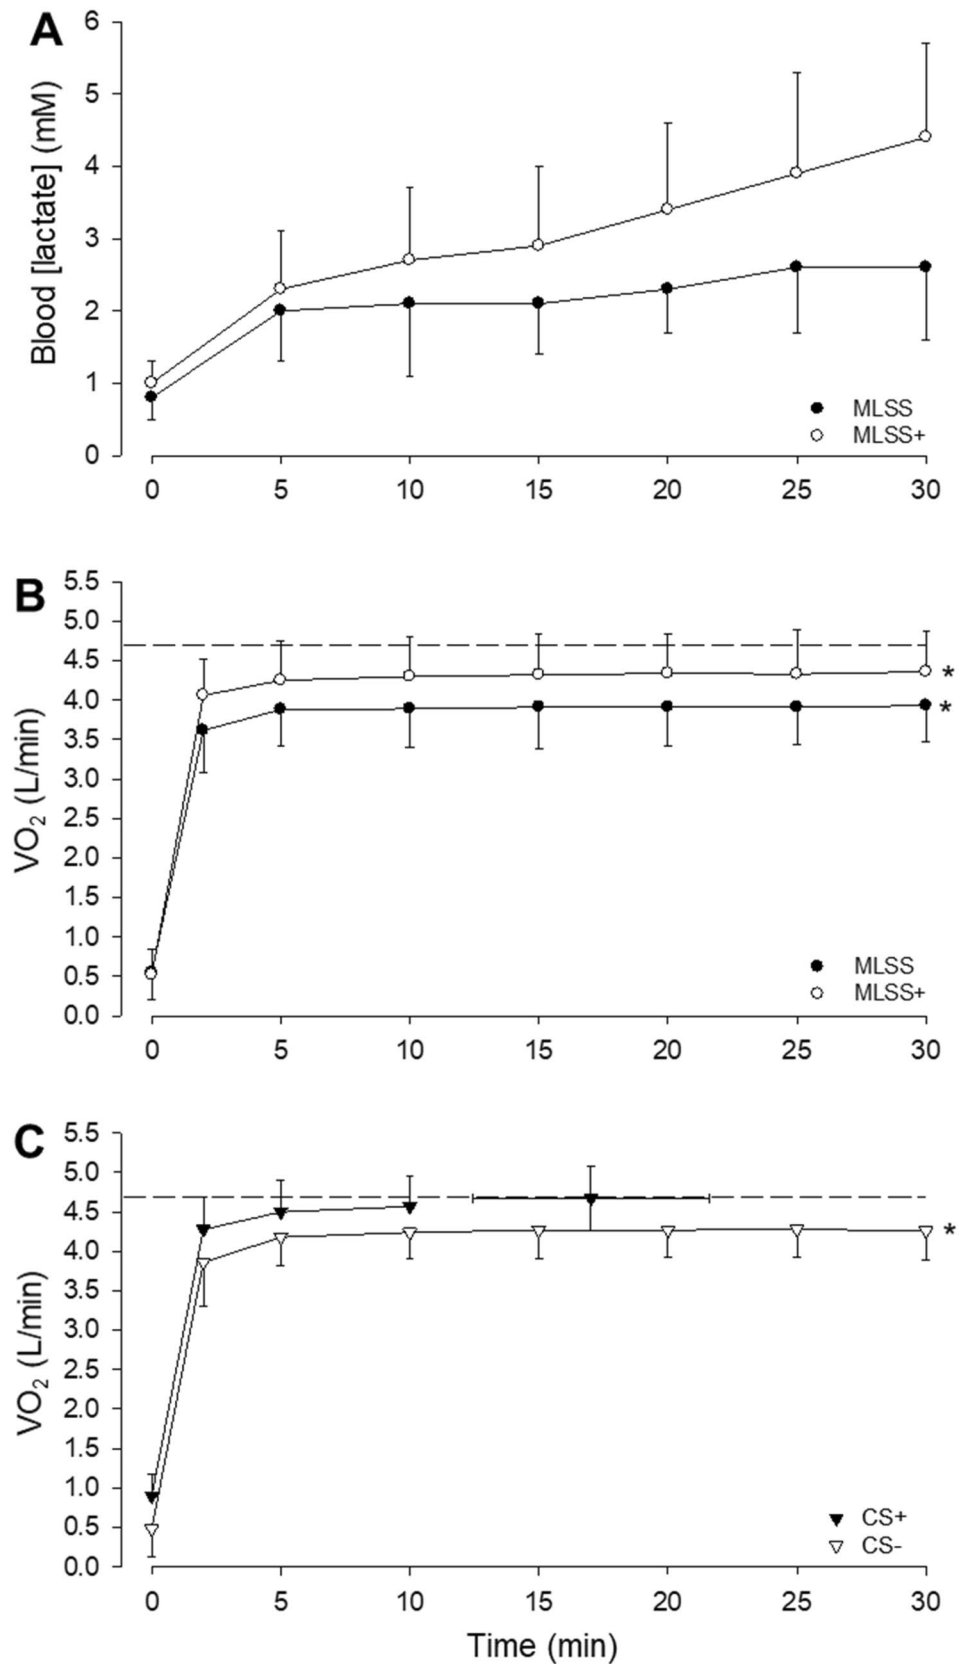 A
Blood [lactate] (mM)
6
5
4
3
2
1
0
MLSS
MLSS+
0 5 10 15 20 25 30
B
VO2 (L/min)
5.5
5.0
4.5
4.0
3.5
3.0
2.5
2.0
1.5
1.0
0.5
0.0
*
*
MLSS
MLSS+
0 5 10 15 20 25 30
C
VO2 (L/min)
5.5
5.0
4.5
4.0
3.5
3.0
2.5
2.0
1.5
1.0
0.5
0.0
*
CS+
CS-
0 5 10 15 20 25 30
Time (min)